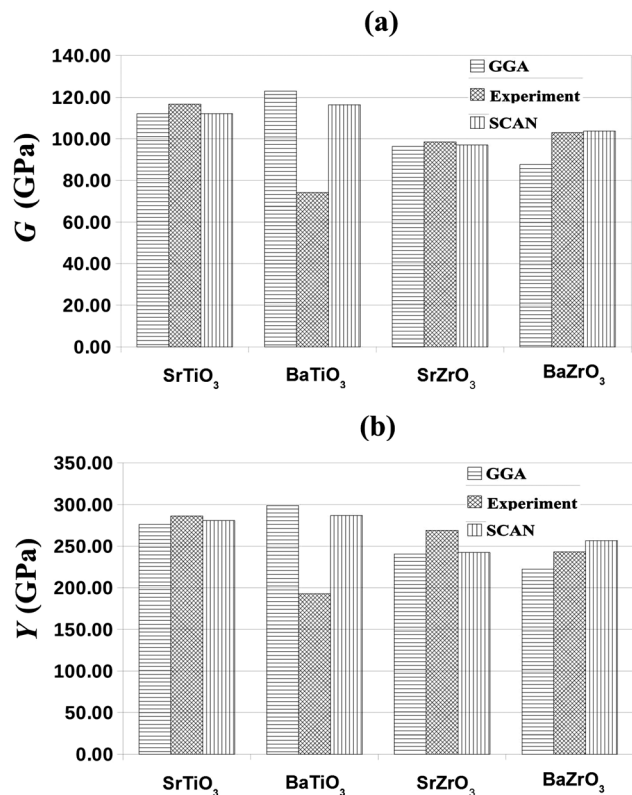 (a)
G (GPa)
140.00
120.00
100.00
80.00
60.00
40.00
20.00
0.00
GGA
Experiment
SCAN
SrTiO₃ BaTiO₃ SrZrO₃ BaZrO₃
(b)
Y (GPa)
350.00
300.00
250.00
200.00
150.00
100.00
50.00
0.00
GGA
Experiment
SCAN
SrTiO₃ BaTiO₃ SrZrO₃ BaZrO₃